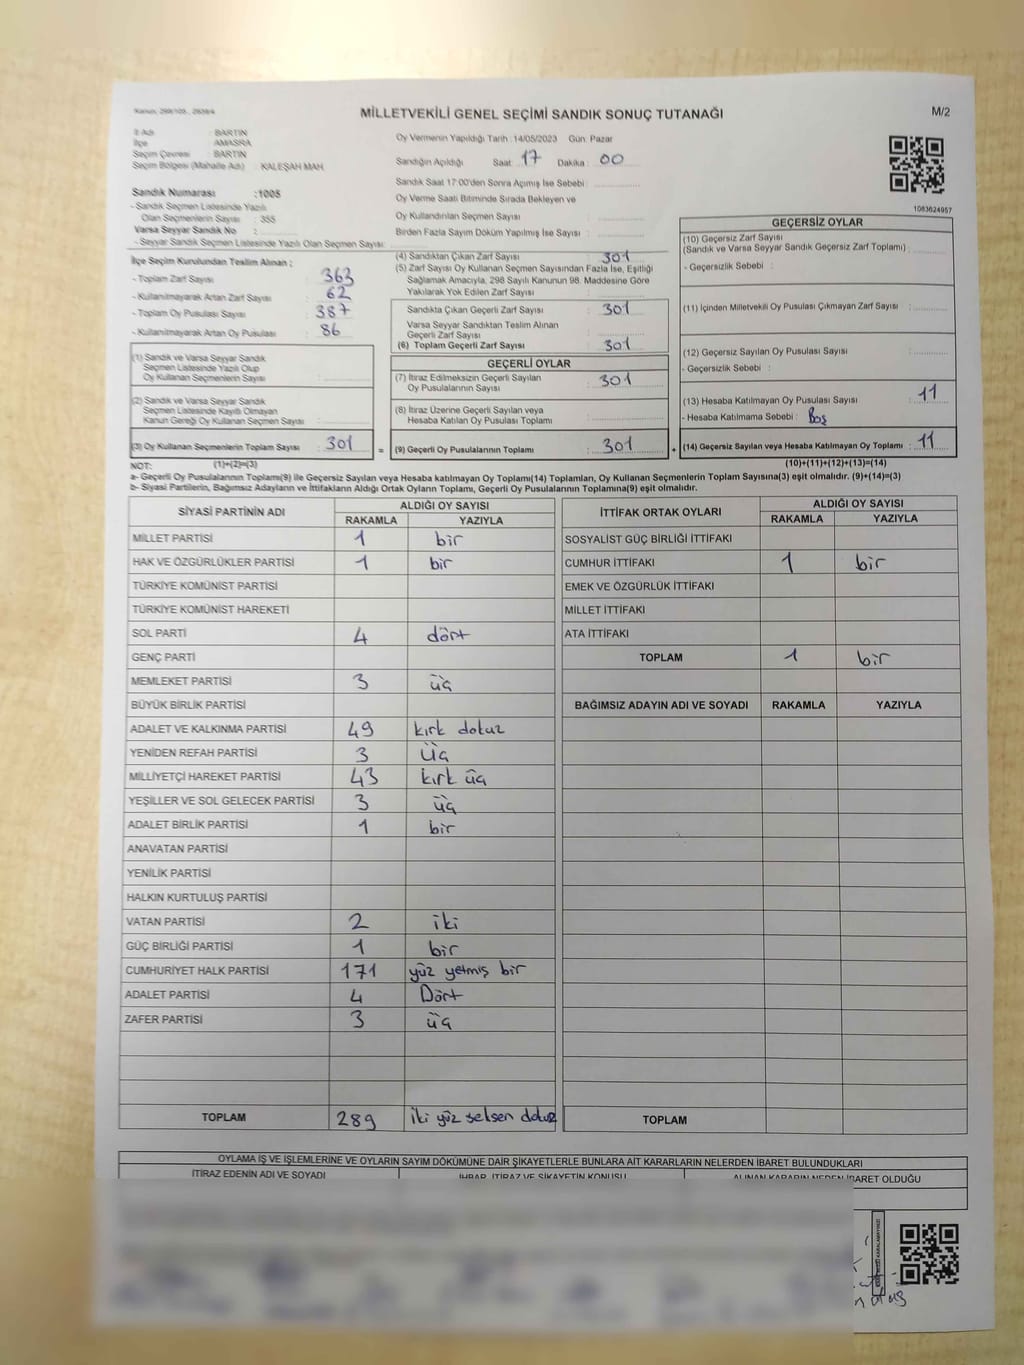 Kanun: 298/105 , 2839/4
MİLLETVEKİLİ GENEL SEÇİMİ SANDIK SONUÇ TUTANAĞI
M/2
İl Adı : BARTIN
İlçe : AMASRA
Seçim Çevresi : BARTIN
Seçim Bölgesi (Mahalle Adı) : KALEŞAH MAH.
Sandık Numarası : 1005
- Sandık Seçmen Listesinde Yazılı
Olan Seçmenlerin Sayısı : 355
Varsa Seyyar Sandık No :
- Seyyar Sandık Seçmen Listesinde Yazılı Olan Seçmen Sayısı:
Oy Vermenin Yapıldığı Tarih :14/05/2023 Gün: Pazar
Sandığın Açıldığı Saat: 17 Dakika : 00
Sandık Saat 17:00'den Sonra Açılmış İse Sebebi :
Oy Verme Saati Bitiminde Sırada Bekleyen ve
Oy Kullandırılan Seçmen Sayısı :
Birden Fazla Sayım Döküm Yapılmış İse Sayısı :
1083624957
İlçe Seçim Kurulundan Teslim Alınan :
- Toplam Zarf Sayısı : 363
- Kullanılmayarak Artan Zarf Sayısı : 62
- Toplam Oy Pusulası Sayısı : 387
- Kullanılmayarak Artan Oy Pusulası : 86
(1) Sandık ve Varsa Seyyar Sandık
Seçmen Listesinde Yazılı Olup
Oy Kullanan Seçmenlerin Sayısı :
(2) Sandık ve Varsa Seyyar Sandık
Seçmen Listesinde Kayıtlı Olmayan
Kanun Gereği Oy Kullanan Seçmen Sayısı :
(3) Oy Kullanan Seçmenlerin Toplam Sayısı : 301
(4) Sandıktan Çıkan Zarf Sayısı : 301
(5) Zarf Sayısı Oy Kullanan Seçmen Sayısından Fazla İse, Eşitliği
Sağlamak Amacıyla, 298 Sayılı Kanunun 98. Maddesine Göre
Yakılarak Yok Edilen Zarf Sayısı :
Sandıkta Çıkan Geçerli Zarf Sayısı : 301
Varsa Seyyar Sandıktan Teslim Alınan
Geçerli Zarf Sayısı :
(6) Toplam Geçerli Zarf Sayısı : 301
GEÇERLİ OYLAR
(7) İtiraz Edilmeksizin Geçerli Sayılan
Oy Pusulalarının Sayısı : 301
(8) İtiraz Üzerine Geçerli Sayılan veya
Hesaba Katılan Oy Pusulası Toplamı :
= (9) Geçerli Oy Pusulalarının Toplamı : 301 +
GEÇERSİZ OYLAR
(10) Geçersiz Zarf Sayısı
(Sandık ve Varsa Seyyar Sandık Geçersiz Zarf Toplamı) :
- Geçersizlik Sebebi :
(11) İçinden Milletvekili Oy Pusulası Çıkmayan Zarf Sayısı :
(12) Geçersiz Sayılan Oy Pusulası Sayısı :
- Geçersizlik Sebebi :
(13) Hesaba Katılmayan Oy Pusulası Sayısı : 11
- Hesaba Katılmama Sebebi : Boş
(14) Geçersiz Sayılan veya Hesaba Katılmayan Oy Toplamı : 11
NOT: (1)+(2)=(3) (10)+(11)+(12)+(13)=(14)
a- Geçerli Oy Pusulalarının Toplamı(9) ile Geçersiz Sayılan veya Hesaba katılmayan Oy Toplamı(14) Toplamları, Oy Kullanan Seçmenlerin Toplam Sayısına(3) eşit olmalıdır. (9)+(14)=(3)
b- Siyasi Partilerin, Bağımsız Adayların ve İttifakların Aldığı Ortak Oyların Toplamı, Geçerli Oy Pusulalarının Toplamına(9) eşit olmalıdır.
SİYASİ PARTİNİN ADI ALDIĞI OY SAYISI
RAKAMLA YAZIYLA
MİLLET PARTİSİ 1 bir
HAK VE ÖZGÜRLÜKLER PARTİSİ 1 bir
TÜRKİYE KOMÜNİST PARTİSİ
TÜRKİYE KOMÜNİST HAREKETİ
SOL PARTİ 4 dört
GENÇ PARTİ
MEMLEKET PARTİSİ 3 üç
BÜYÜK BİRLİK PARTİSİ
ADALET VE KALKINMA PARTİSİ 49 kırk dokuz
YENİDEN REFAH PARTİSİ 3 üç
MİLLİYETÇİ HAREKET PARTİSİ 43 kırk üç
YEŞİLLER VE SOL GELECEK PARTİSİ 3 üç
ADALET BİRLİK PARTİSİ 1 bir
ANAVATAN PARTİSİ
YENİLİK PARTİSİ
HALKIN KURTULUŞ PARTİSİ
VATAN PARTİSİ 2 iki
GÜÇ BİRLİĞİ PARTİSİ 1 bir
CUMHURİYET HALK PARTİSİ 171 yüz yetmiş bir
ADALET PARTİSİ 4 Dört
ZAFER PARTİSİ 3 üç
TOPLAM 289 iki yüz seksen dokuz
İTTİFAK ORTAK OYLARI ALDIĞI OY SAYISI
RAKAMLA YAZIYLA
SOSYALİST GÜÇ BİRLİĞİ İTTİFAKI
CUMHUR İTTİFAKI 1 bir
EMEK VE ÖZGÜRLÜK İTTİFAKI
MİLLET İTTİFAKI
ATA İTTİFAKI
TOPLAM 1 bir
BAĞIMSIZ ADAYIN ADI VE SOYADI RAKAMLA YAZIYLA
TOPLAM
OYLAMA İŞ VE İŞLEMLERİNE VE OYLARIN SAYIM DÖKÜMÜNE DAİR ŞİKAYETLERLE BUNLARA AİT KARARLARIN NELERDEN İBARET BULUNDUKLARI
İTİRAZ EDENİN ADI VE SOYADI İHBAR, İTİRAZ VE ŞİKAYETİN KONUSU ALINAN KARARIN NEDEN İBARET OLDUĞU